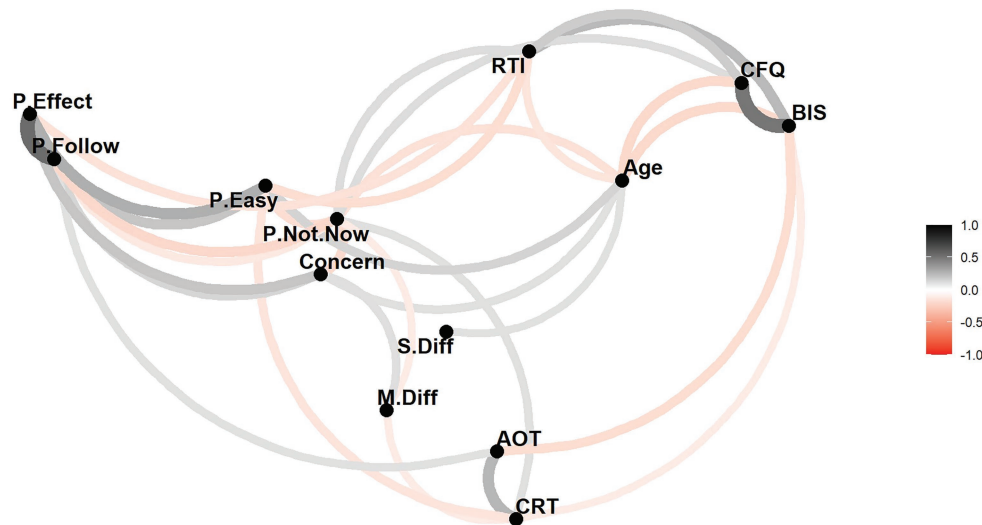 RTI
CFQ
P.Effect
BIS
P.Follow
Age
P.Easy
P.Not.Now
Concern
1.0
0.5
0.0
-0.5
-1.0
S.Diff
M.Diff
AOT
CRT